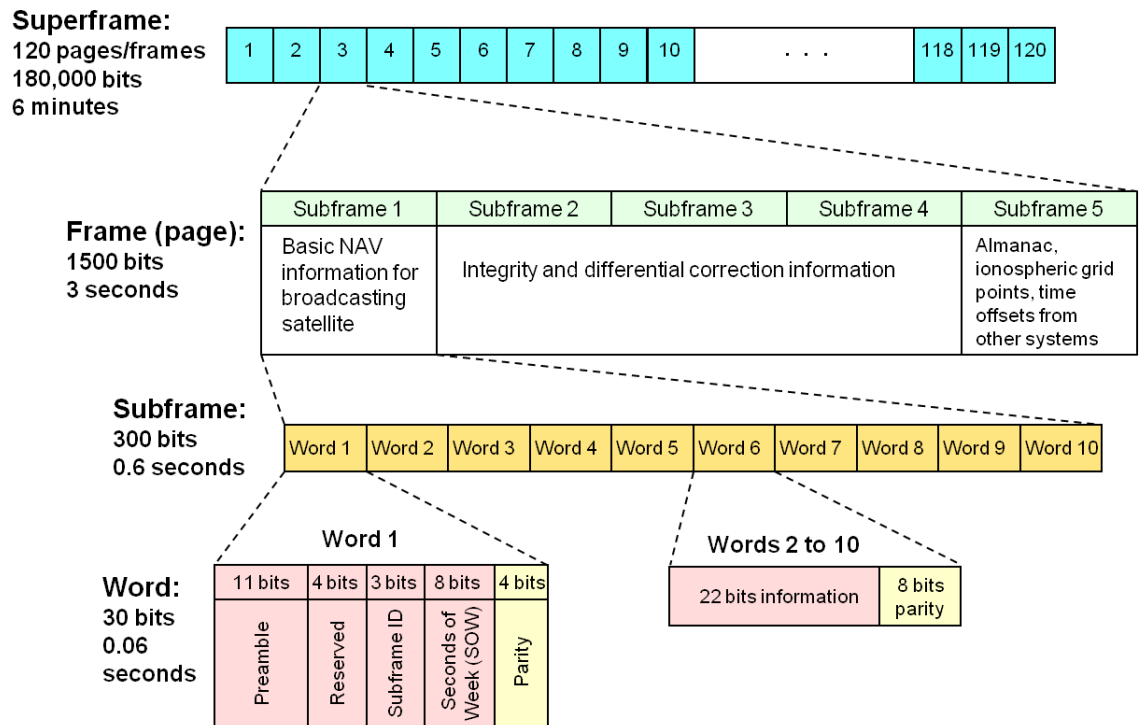 Superframe:
120 pages/frames
180,000 bits
6 minutes
1 2 3 4 5 6 7 8 9 10 . . . 118 119 120
Frame (page):
1500 bits
3 seconds
Subframe 1 Subframe 2 Subframe 3 Subframe 4 Subframe 5
Basic NAV
information for
broadcasting
satellite
Integrity and differential correction information
Almanac,
ionospheric grid
points, time
offsets from
other systems
Subframe:
300 bits
0.6 seconds
Word 1 Word 2 Word 3 Word 4 Word 5 Word 6 Word 7 Word 8 Word 9 Word 10
Word:
30 bits
0.06
seconds
Word 1
11 bits 4 bits 3 bits 8 bits 4 bits
Preamble
Reserved
Subframe ID
Seconds of
Week (SOW)
Parity
Words 2 to 10
22 bits information
8 bits
parity